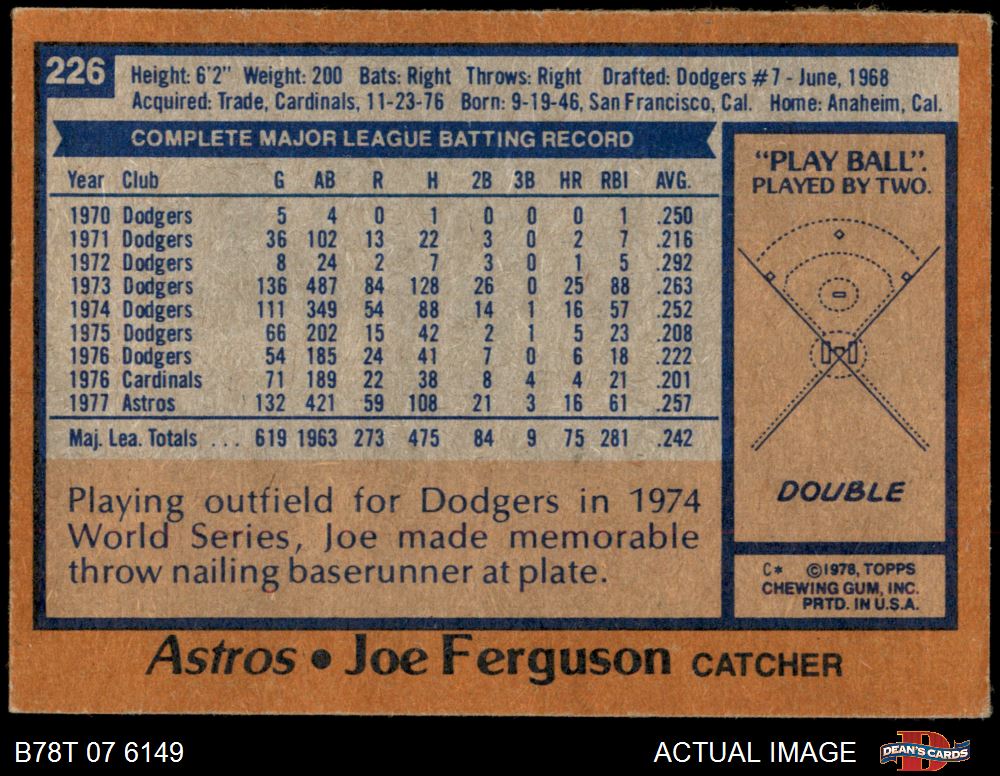 226
Height: 6'2" Weight: 200 Bats: Right Throws: Right Drafted: Dodgers #7 - June, 1968
Acquired: Trade, Cardinals, 11-23-76 Born: 9-19-46, San Francisco, Cal. Home: Anaheim, Cal.
COMPLETE MAJOR LEAGUE BATTING RECORD
Year Club G AB R H 2B 3B HR RBI AVG.
1970 Dodgers 5 4 0 1 0 0 0 1 .250
1971 Dodgers 36 102 13 22 3 0 2 7 .216
1972 Dodgers 8 24 2 7 3 0 1 5 .292
1973 Dodgers 136 487 84 128 26 0 25 88 .263
1974 Dodgers 111 349 54 88 14 1 16 57 .252
1975 Dodgers 66 202 15 42 2 1 5 23 .208
1976 Dodgers 54 185 24 41 7 0 6 18 .222
1976 Cardinals 71 189 22 38 8 4 4 21 .201
1977 Astros 132 421 59 108 21 3 16 61 .257
Maj. Lea. Totals ... 619 1963 273 475 84 9 75 281 .242
Playing outfield for Dodgers in 1974
World Series, Joe made memorable
throw nailing baserunner at plate.
"PLAY BALL".
PLAYED BY TWO.
DOUBLE
C* ©1978, TOPPS
CHEWING GUM, INC.
PRTD. IN U.S.A.
Astros • Joe Ferguson CATCHER
B78T 07 6149
ACTUAL IMAGE
DEAN'S CARDS